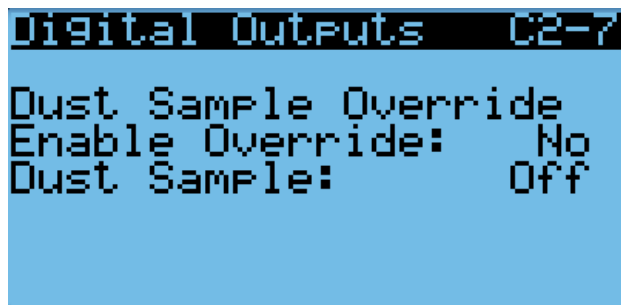 Digital Outputs C2-7
Dust Sample Override
Enable Override: No
Dust Sample: Off